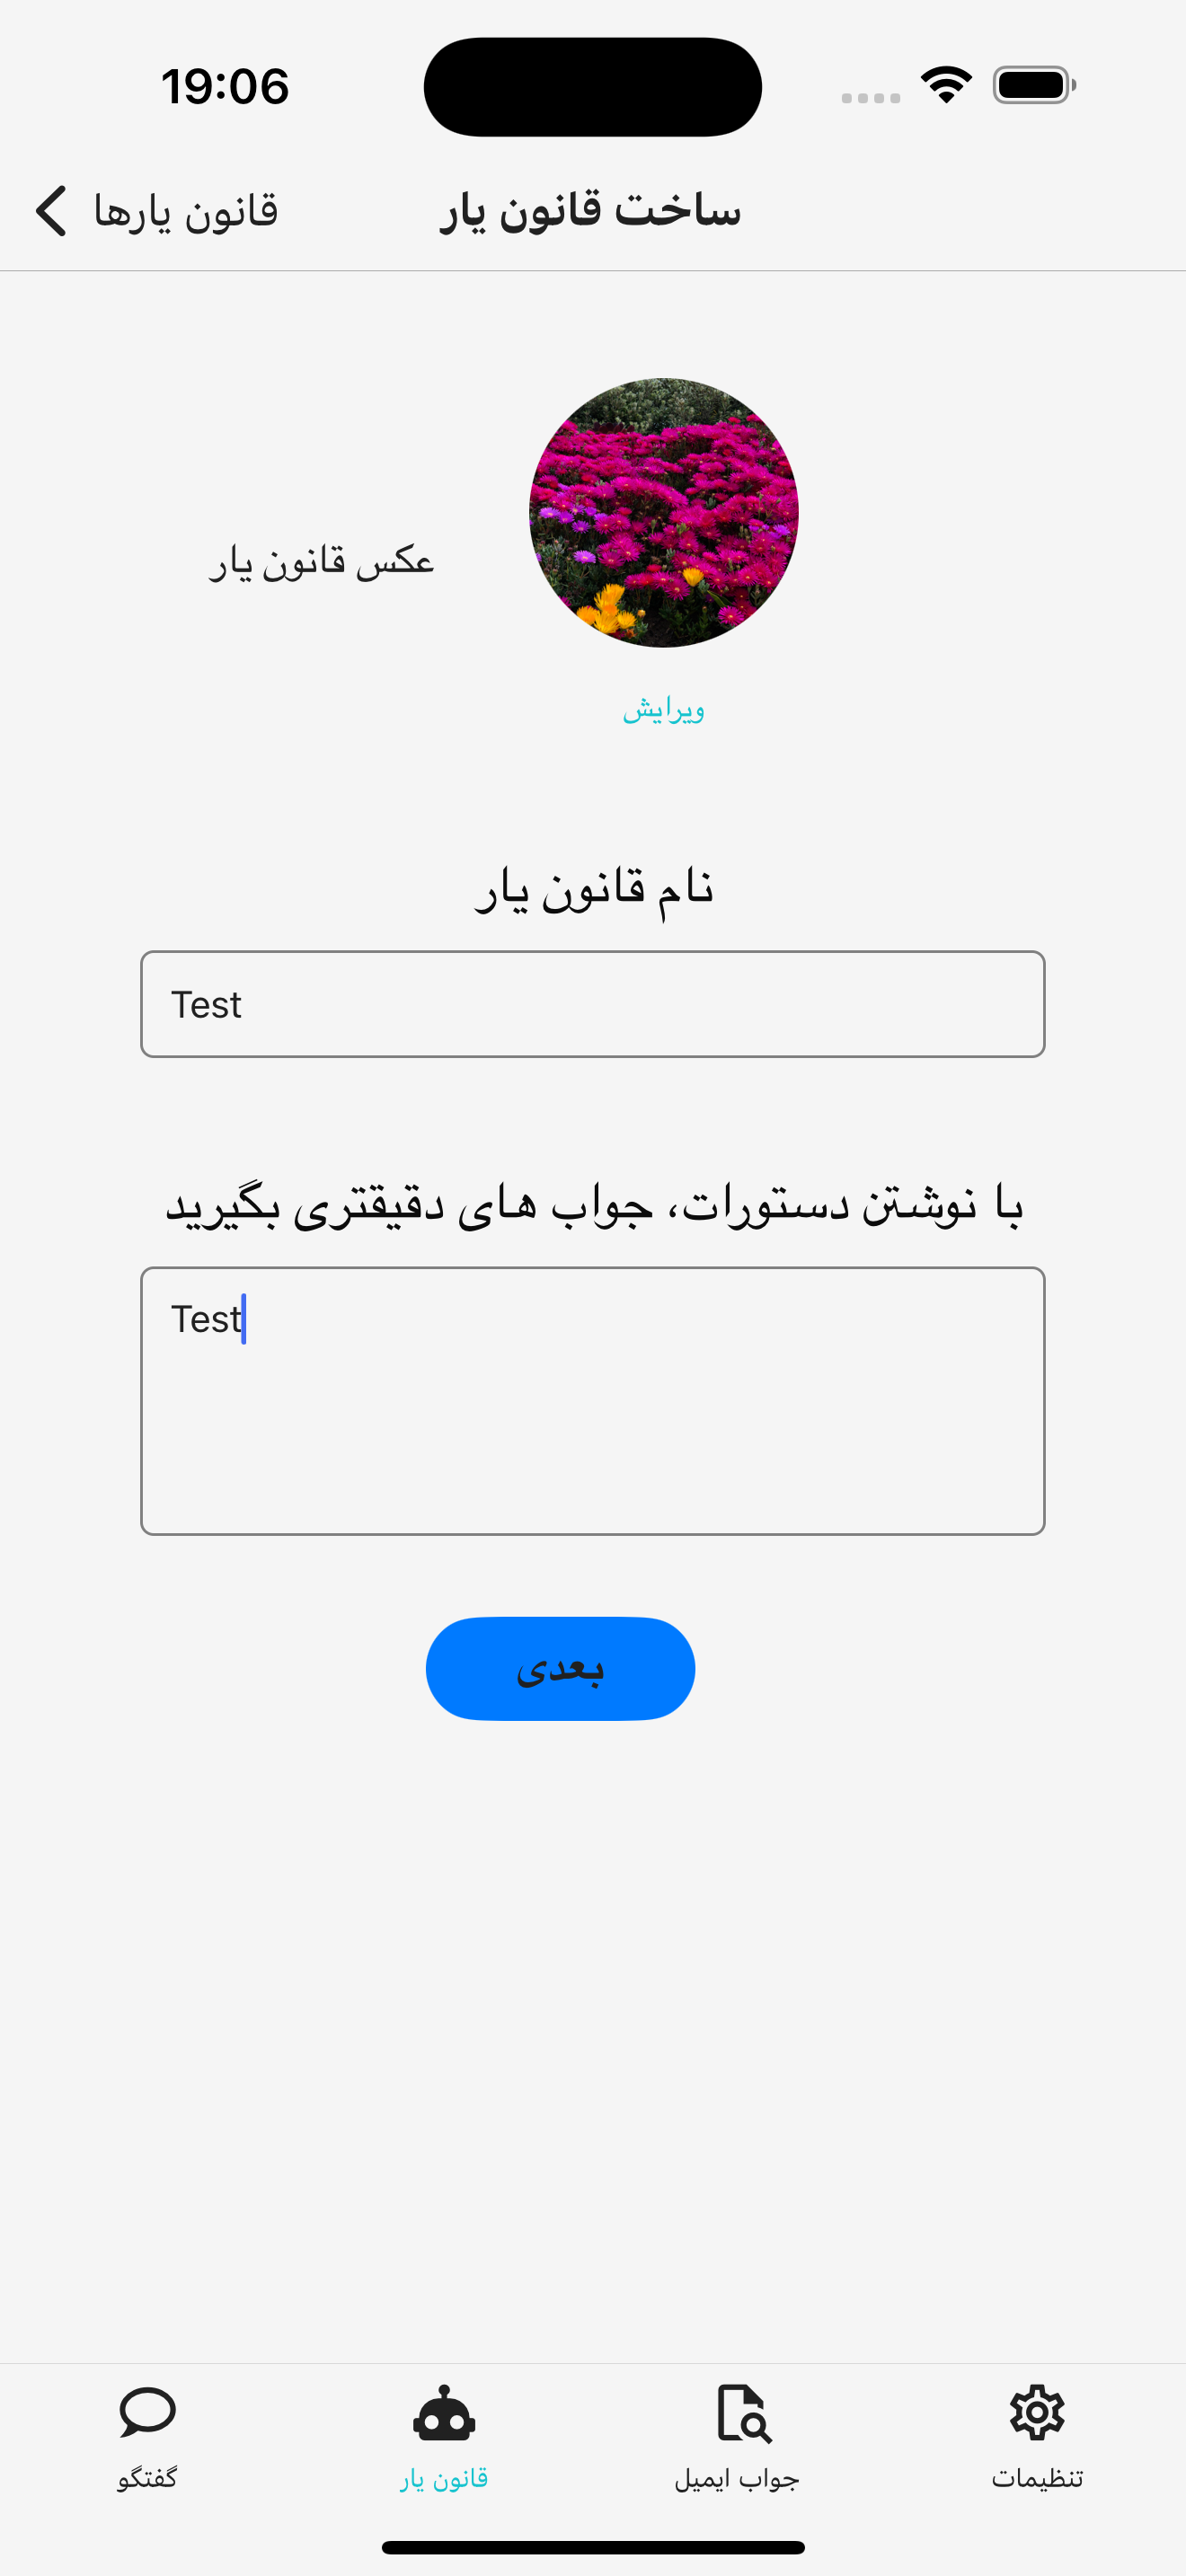 19:06
قانون یارها
ساخت قانون یار
عکس قانون یار
ویرایش
نام قانون یار
Test
با نوشتن دستورات، جواب های دقیقتری بگیرید
Test
بعدی
گفتگو
قانون یار
جواب ایمیل
تنظیمات